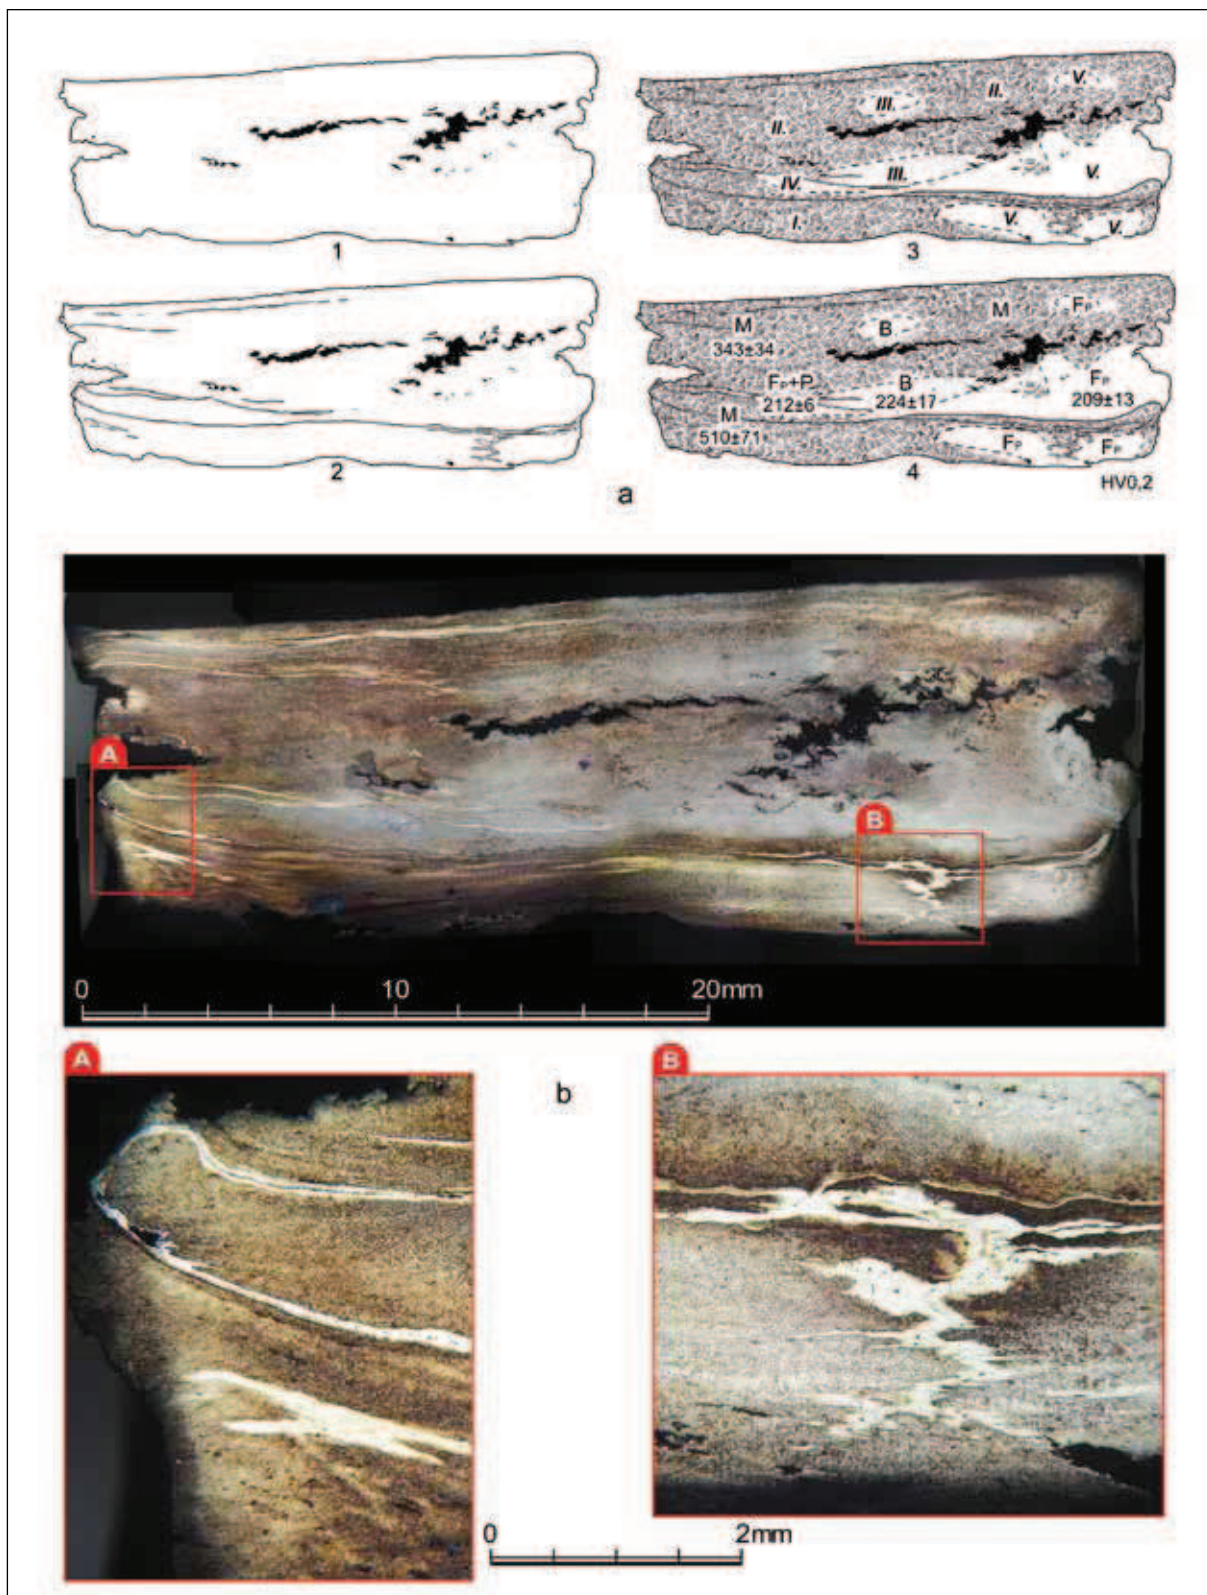 V.
II.
III.
II.
III.
V.
IV.
I.
V.
V.
1
3
M
Fₚ
M
B
343±34
Fₚ+P
B
Fₚ
212±6
224±17
209±13
M
510±71
Fₚ
Fₚ
2
4
HV0,2
a
A
B
0
10
20mm
A
B
b
0
2mm